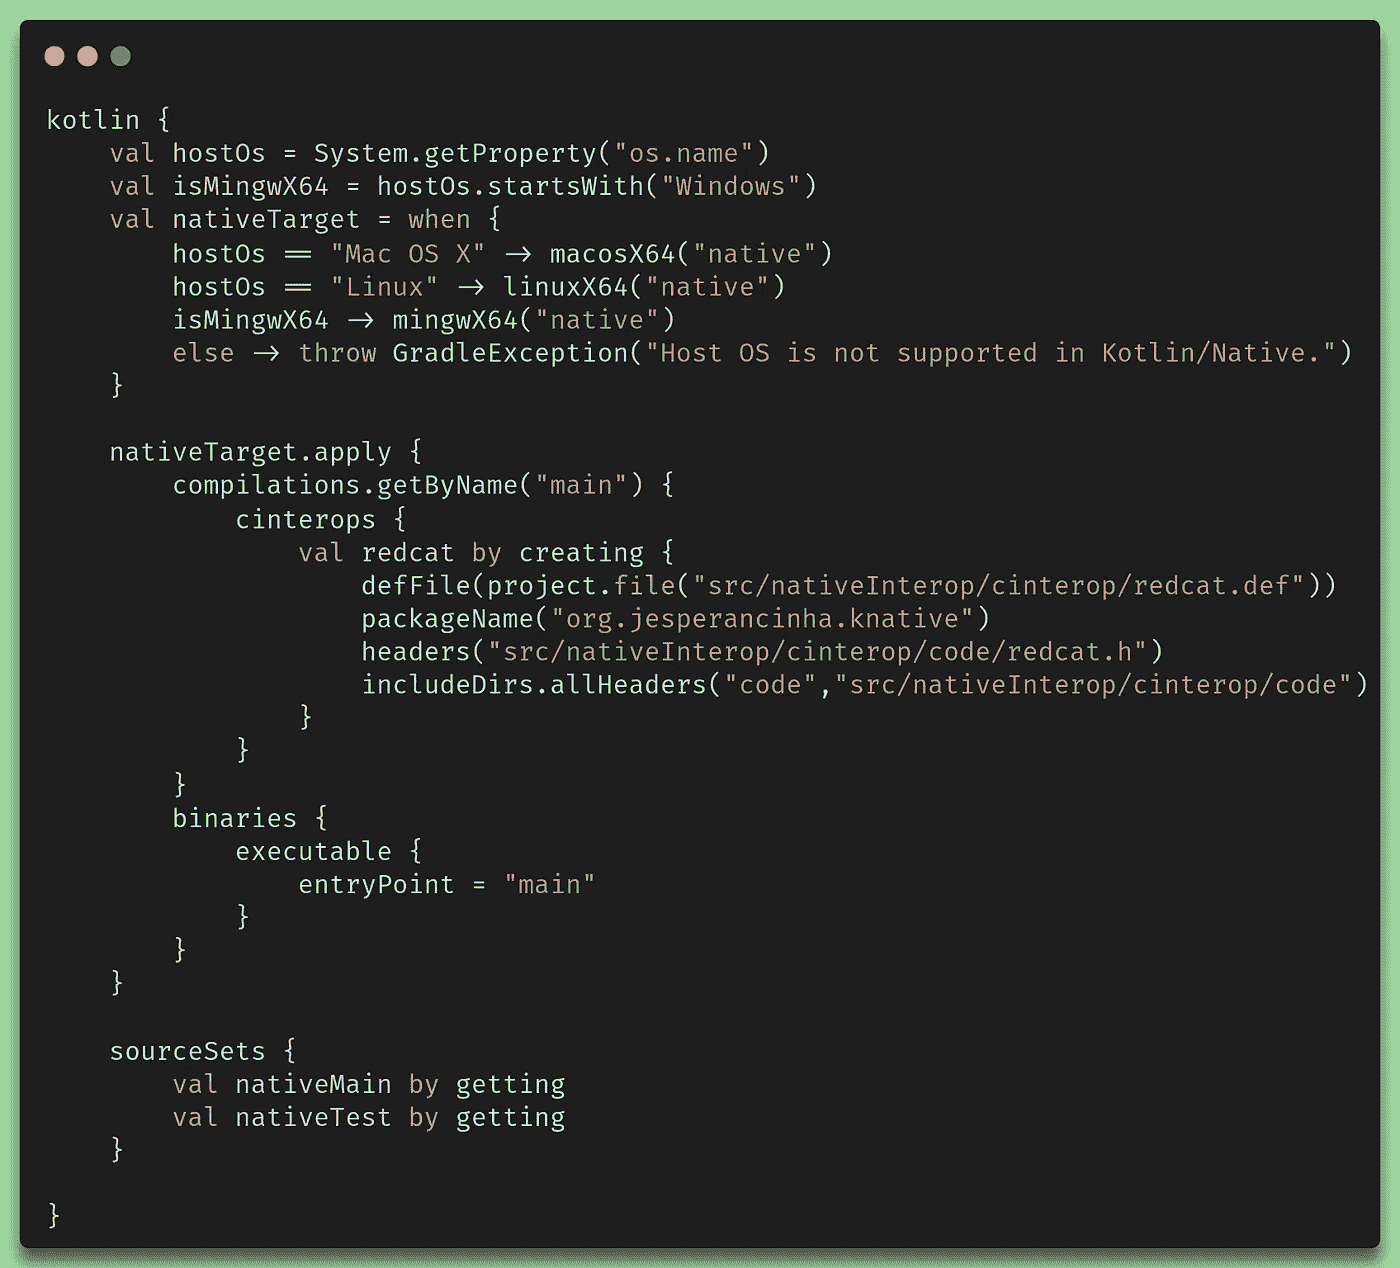 kotlin {
    val hostOs = System.getProperty("os.name")
    val isMingwX64 = hostOs.startsWith("Windows")
    val nativeTarget = when {
        hostOs == "Mac OS X" -> macosX64("native")
        hostOs == "Linux" -> linuxX64("native")
        isMingwX64 -> mingwX64("native")
        else -> throw GradleException("Host OS is not supported in Kotlin/Native.")
    }

    nativeTarget.apply {
        compilations.getByName("main") {
            cinterops {
                val redcat by creating {
                    defFile(project.file("src/nativeInterop/cinterop/redcat.def"))
                    packageName("org.jesperancinha.knative")
                    headers("src/nativeInterop/cinterop/code/redcat.h")
                    includeDirs.allHeaders("code","src/nativeInterop/cinterop/code")
                }
            }
        }
        binaries {
            executable {
                entryPoint = "main"
            }
        }
    }

    sourceSets {
        val nativeMain by getting
        val nativeTest by getting
    }

}